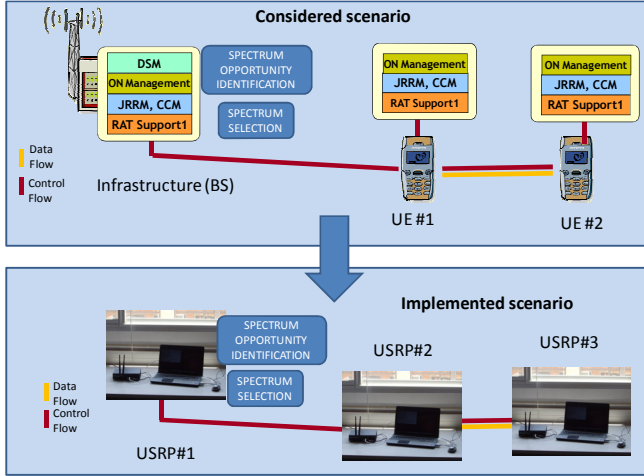 Considered scenario
DSM
ON Management
JRRM, CCM
RAT Support1
SPECTRUM
OPPORTUNITY
IDENTIFICATION
SPECTRUM
SELECTION
ON Management
JRRM, CCM
RAT Support1
ON Management
JRRM, CCM
RAT Support1
Data
Flow
Control
Flow
Infrastructure (BS)
UE #1
UE #2
Implemented scenario
SPECTRUM
OPPORTUNITY
IDENTIFICATION
SPECTRUM
SELECTION
USRP#2
USRP#3
Data
Flow
Control
Flow
USRP#1